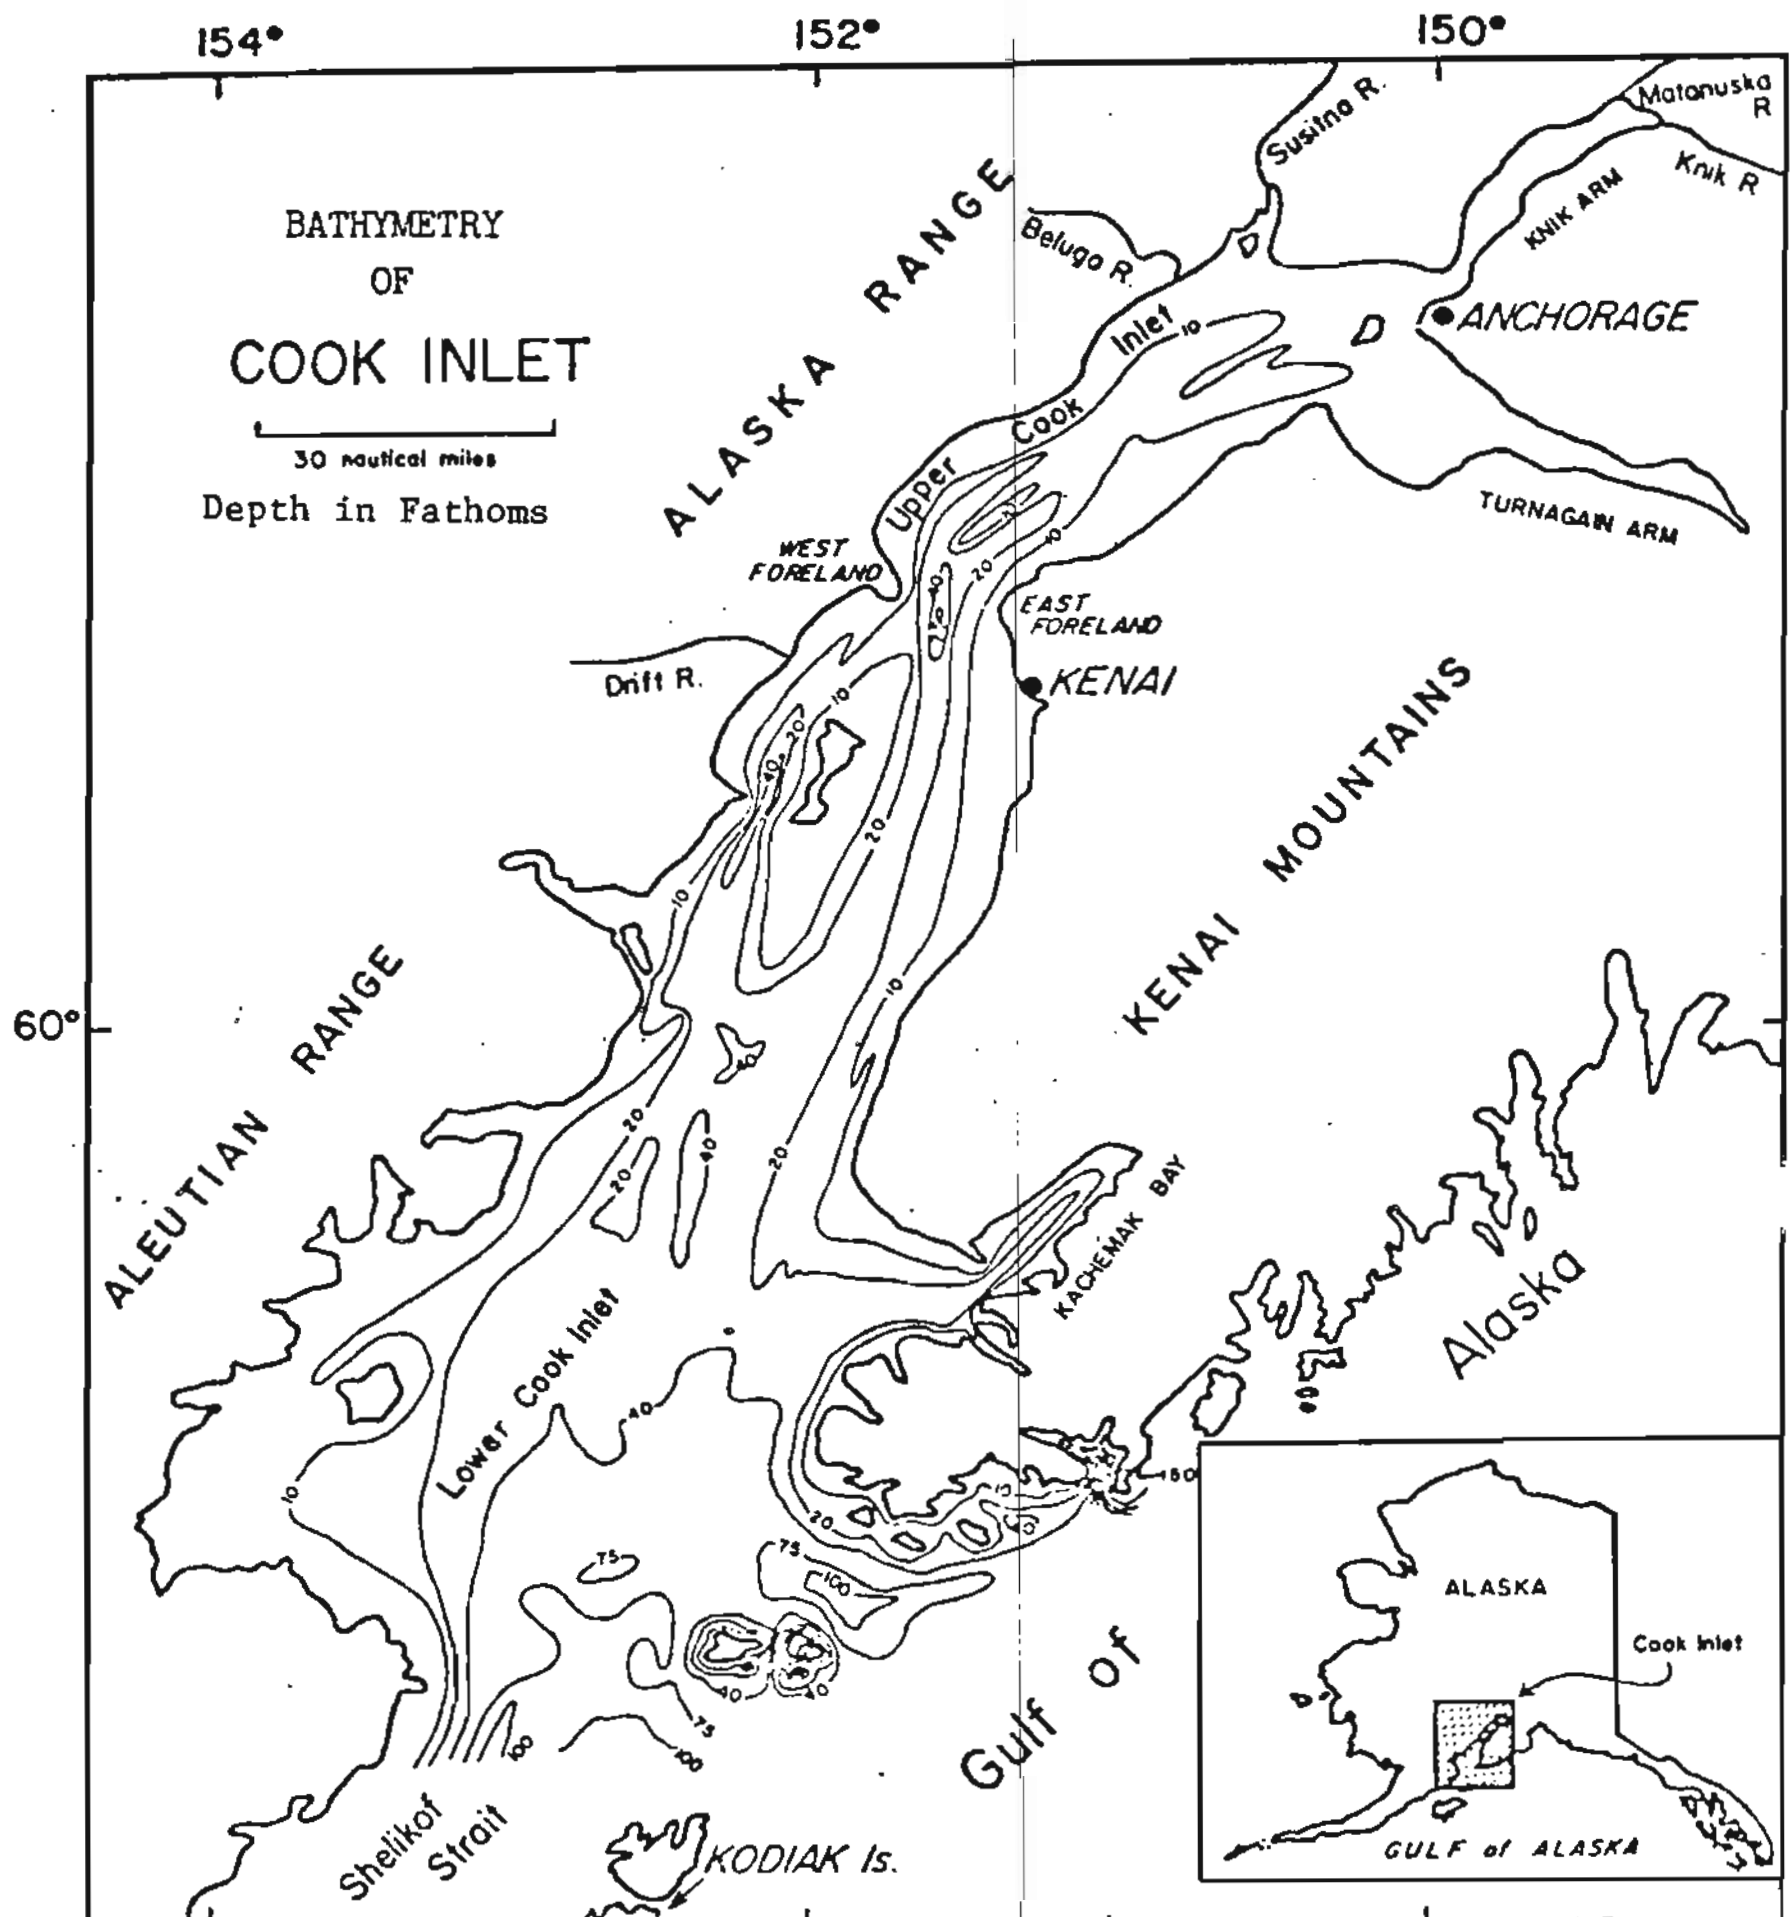 154° 152° 150°
BATHYMETRY
OF
COOK INLET
30 nautical miles
Depth in Fathoms
Susitna R.
Matanuska
R
Knik R
KNIK ARM
Beluga R.
ALASKA RANGE
ANCHORAGE
Upper Cook Inlet
10
TURNAGAIN ARM
WEST
FORELAND
10
20
40
EAST
FORELAND
KENAI
Drift R.
10
20
40
20
10
KENAI MOUNTAINS
10
60°
ALEUTIAN RANGE
40
20
20
40
20
KACHEMAK BAY
Lower Cook Inlet
40
10
20
10
150
75
75
100
40
40
75
100
100
Gulf of Alaska
Shelikof
Strait
KODIAK Is.
ALASKA
Cook Inlet
GULF of ALASKA